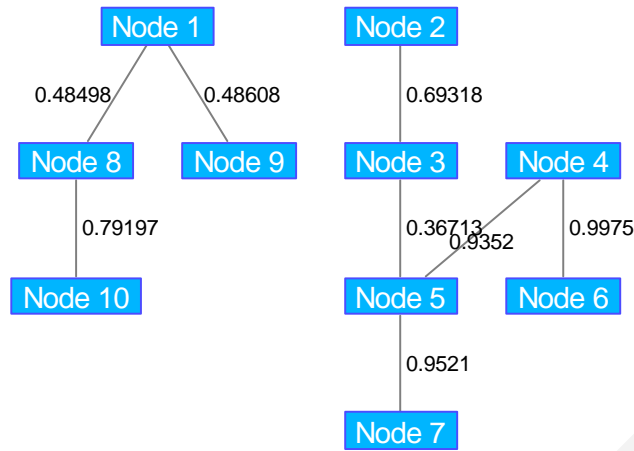 Node 1
Node 2
0.48498
0.48608
0.69318
Node 8
Node 9
Node 3
Node 4
0.79197
0.36713
0.9352
0.9975
Node 10
Node 5
Node 6
0.9521
Node 7